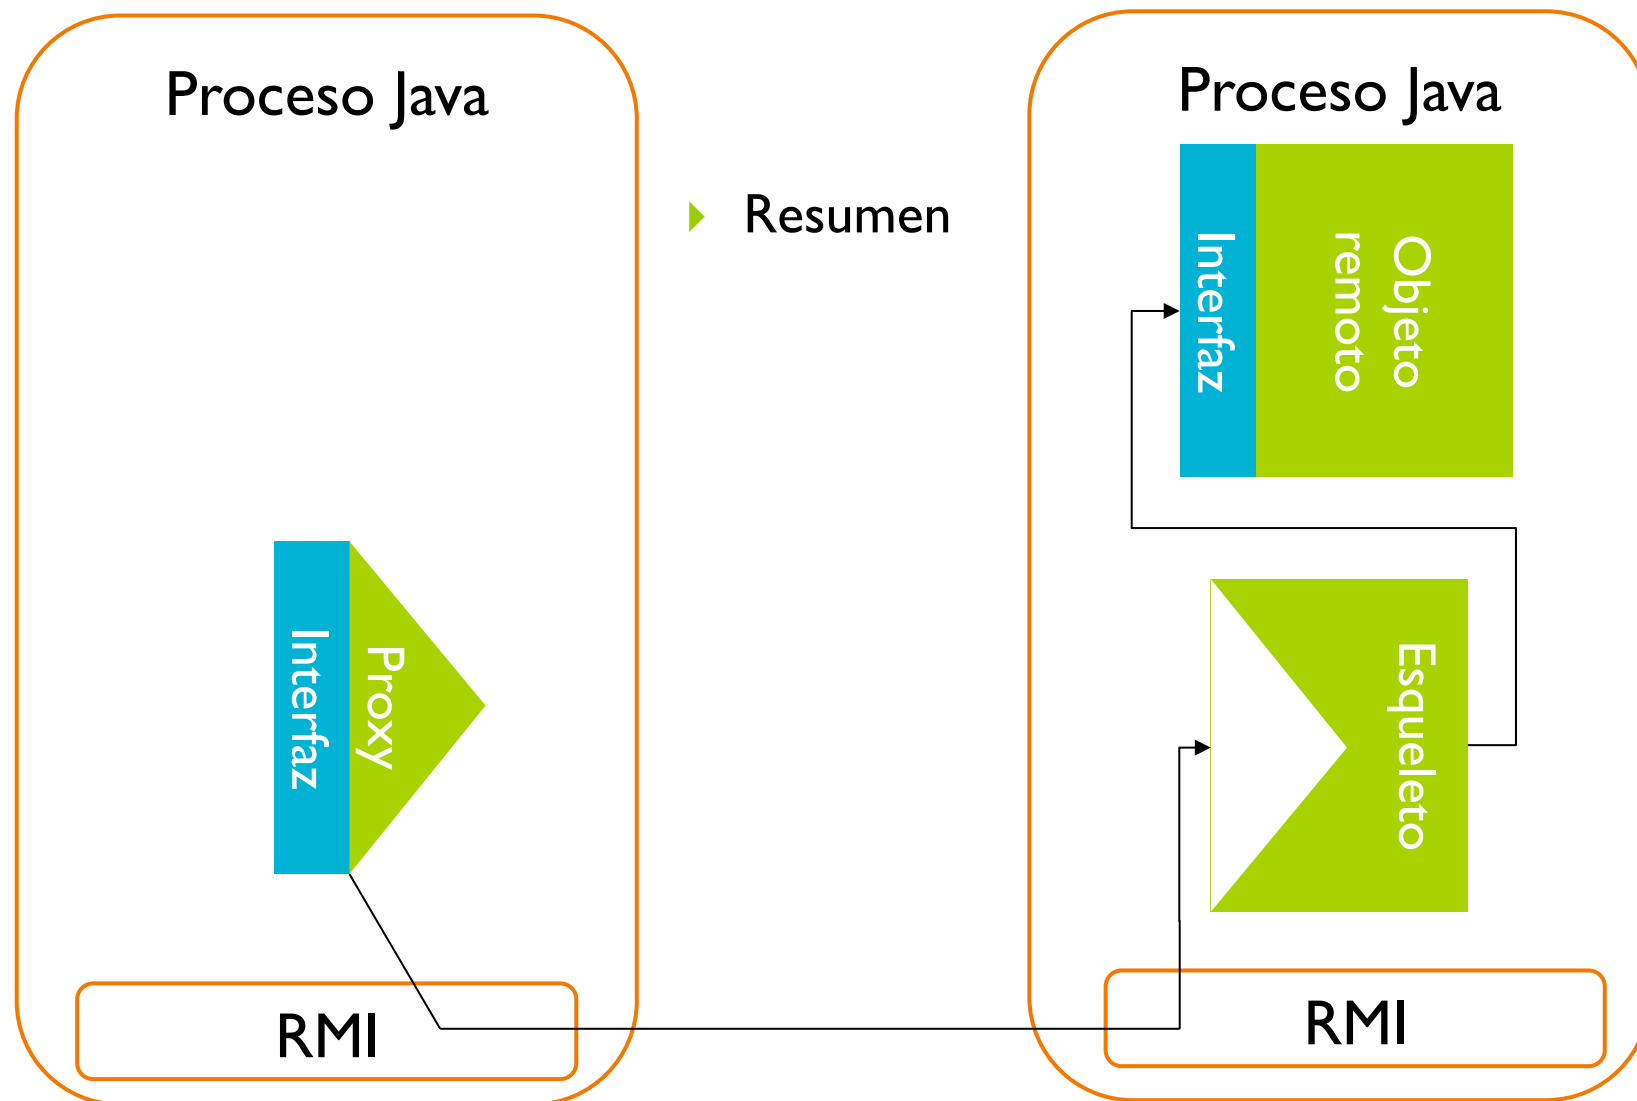 Proceso Java
Interfaz
Proxy
RMI
Resumen
Proceso Java
Interfaz
Objeto
remoto
Esqueleto
RMI